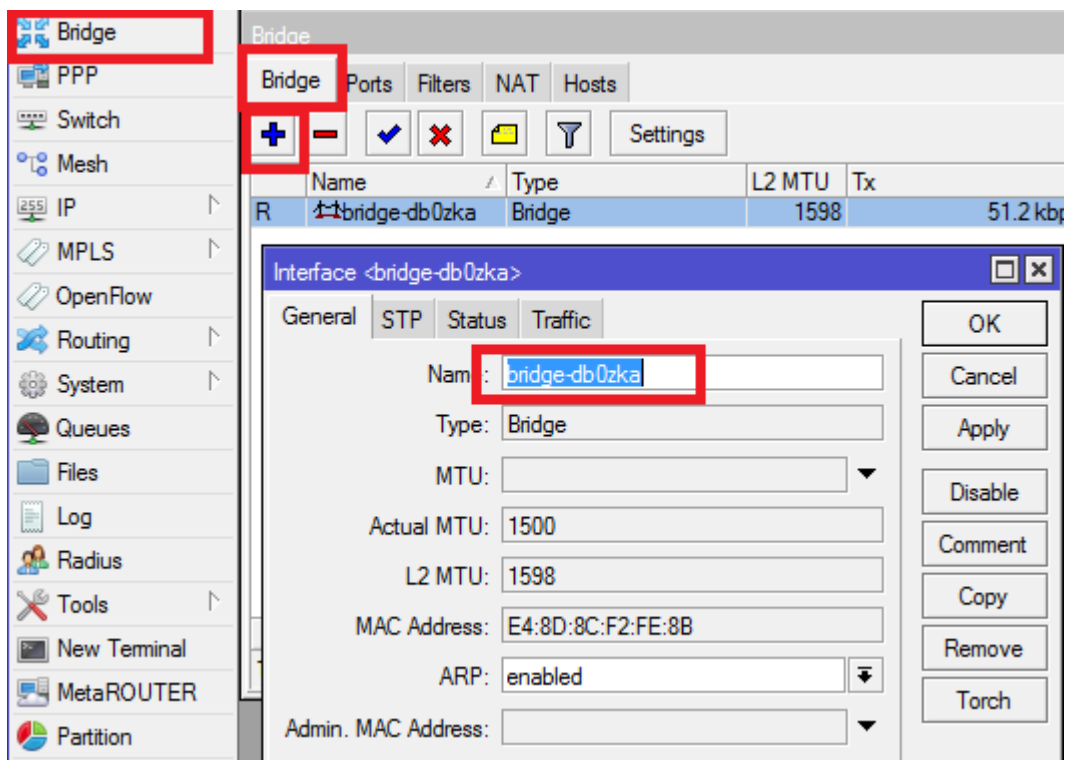 Bridge
PPP
Switch
Mesh
255 IP
MPLS
OpenFlow
Routing
System
Queues
Files
Log
Radius
Tools
New Terminal
MetaROUTER
Partition
Bridge
Bridge Ports Filters NAT Hosts
Settings
Name Type L2 MTU Tx
R bridge-db0zka Bridge 1598 51.2 kbp
Interface <bridge-db0zka>
General STP Status Traffic
Name: bridge-db0zka
Type: Bridge
MTU:
Actual MTU: 1500
L2 MTU: 1598
MAC Address: E4:8D:8C:F2:FE:8B
ARP: enabled
Admin. MAC Address:
OK
Cancel
Apply
Disable
Comment
Copy
Remove
Torch